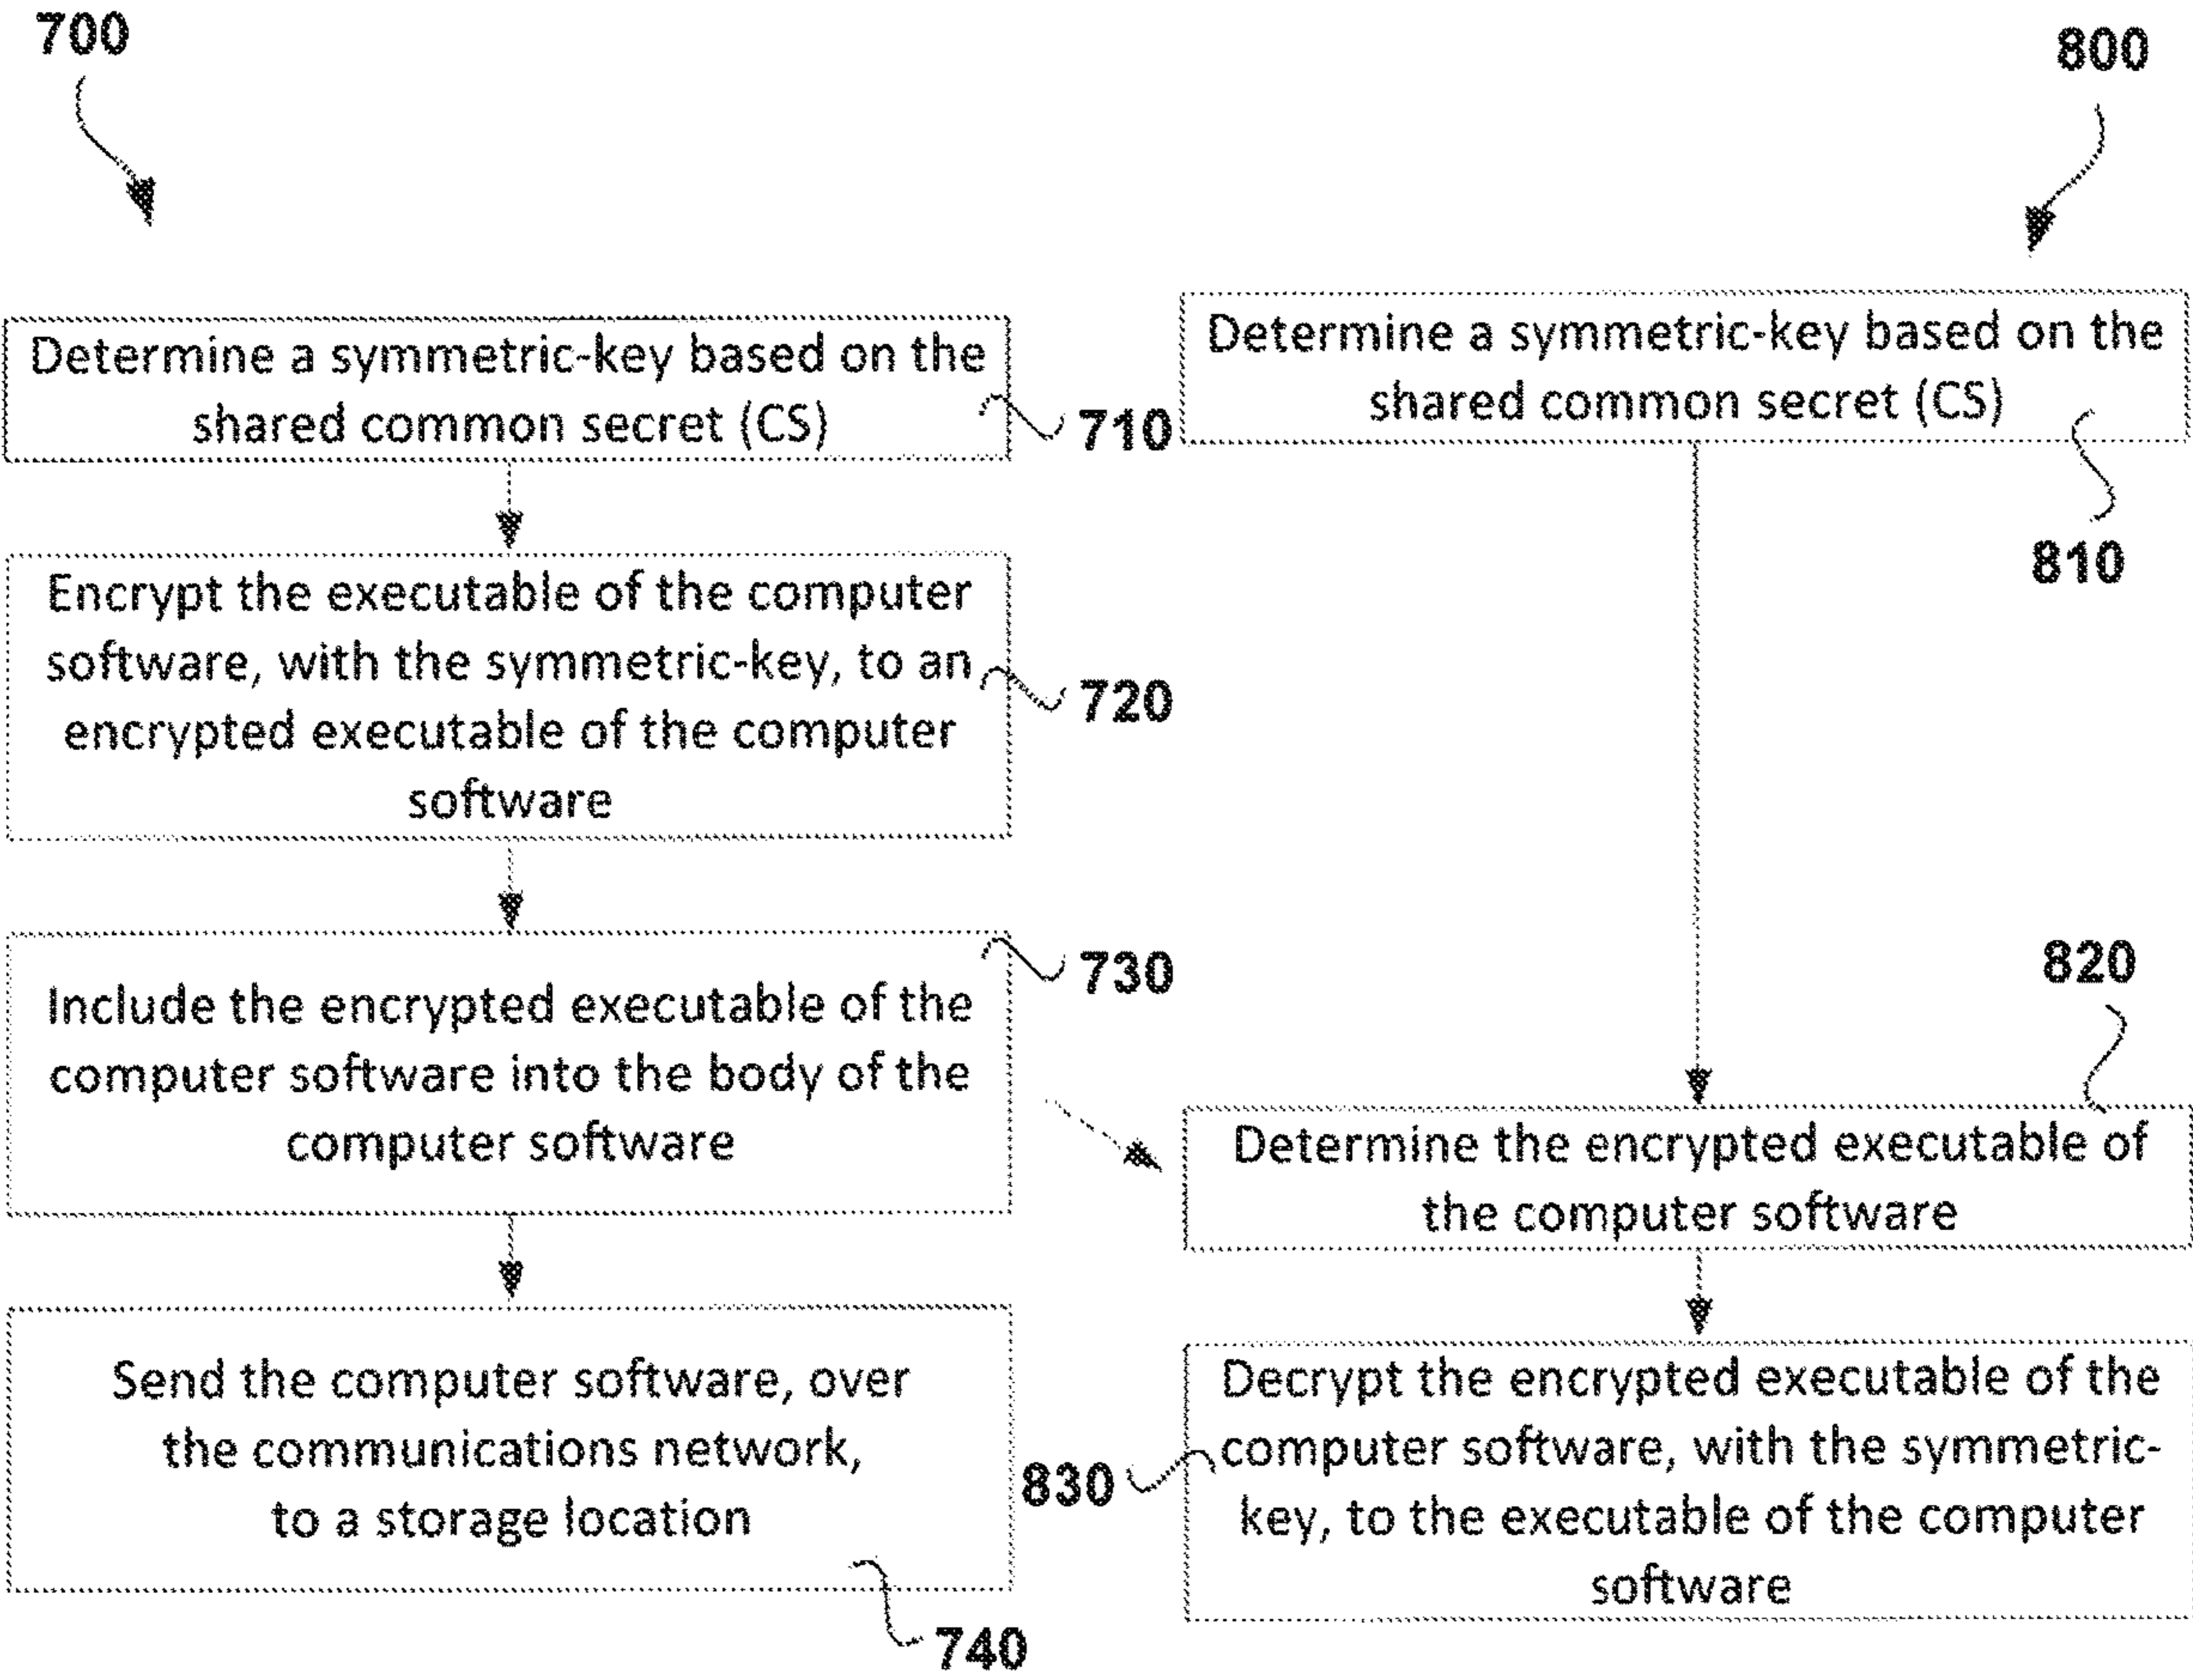 700
800
Determine a symmetric-key based on the
shared common secret (CS)
710
Determine a symmetric-key based on the
shared common secret (CS)
810
Encrypt the executable of the computer
software, with the symmetric-key, to an
encrypted executable of the computer
software
720
Include the encrypted executable of the
computer software into the body of the
computer software
730
820
Determine the encrypted executable of
the computer software
Send the computer software, over
the communications network,
to a storage location
740
830
Decrypt the encrypted executable of the
computer software, with the symmetric-
key, to the executable of the computer
software